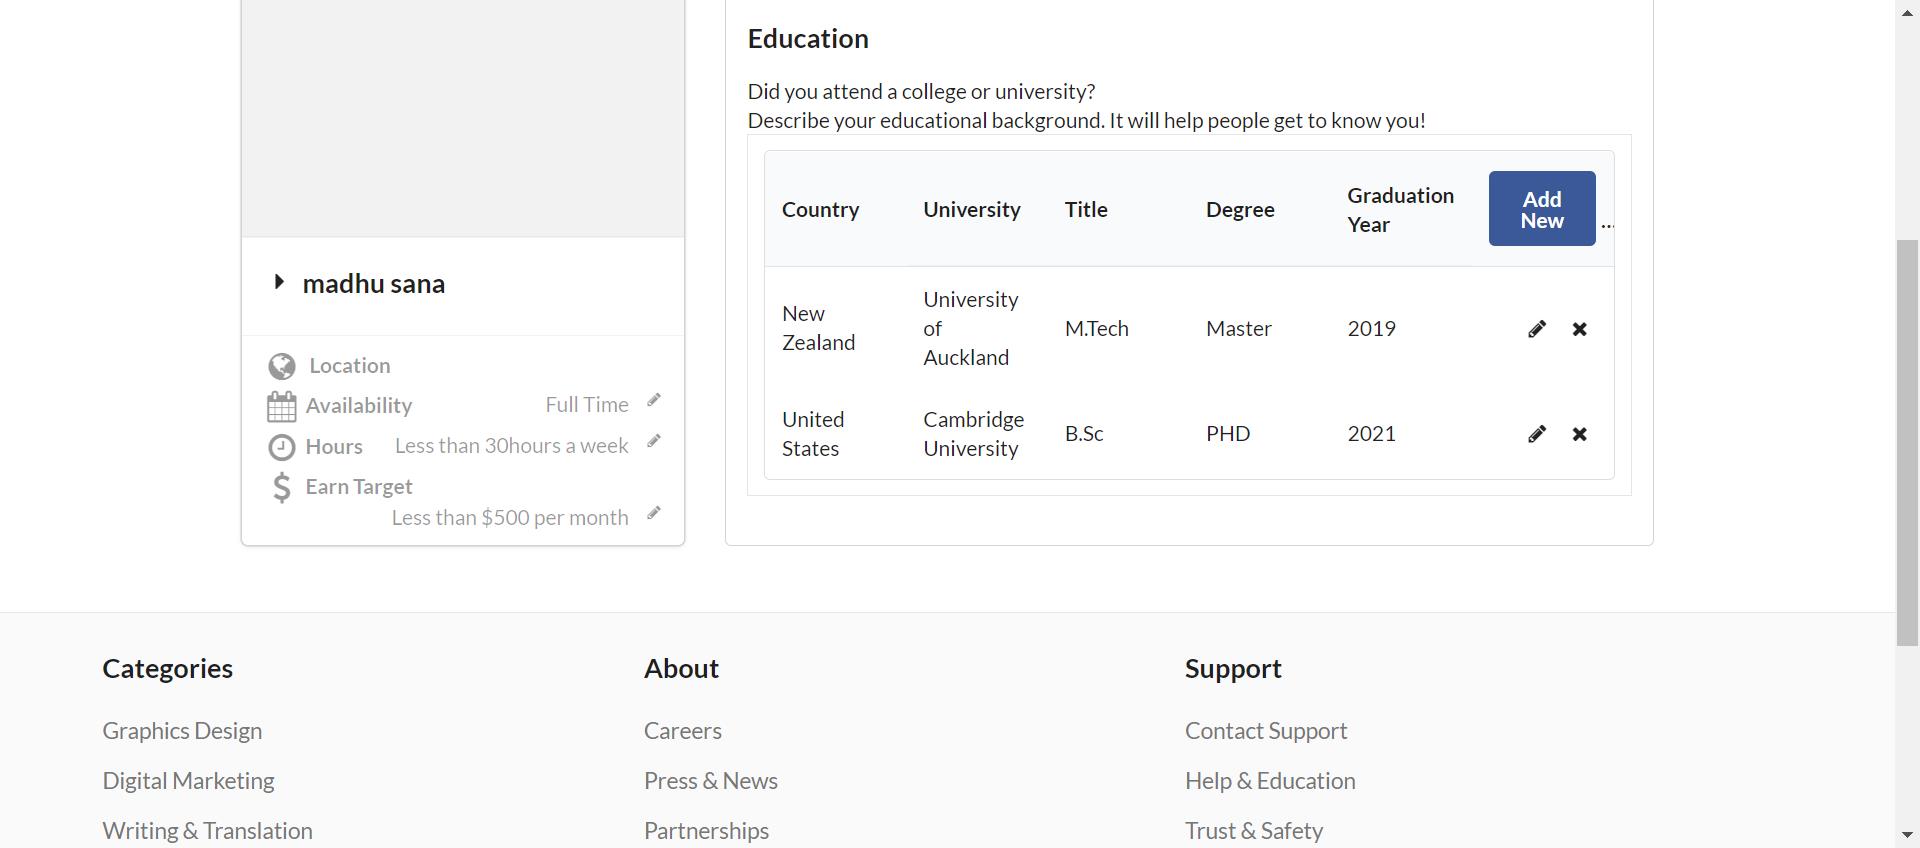 Education
Did you attend a college or university?
Describe your educational background. It will help people get to know you!
Country University Title Degree Graduation Year Add New ...
New Zealand University of Auckland M.Tech Master 2019
United States Cambridge University B.Sc PHD 2021
madhu sana
Location
Availability Full Time
Hours Less than 30hours a week
Earn Target
Less than $500 per month
Categories
Graphics Design
Digital Marketing
Writing & Translation
About
Careers
Press & News
Partnerships
Support
Contact Support
Help & Education
Trust & Safety